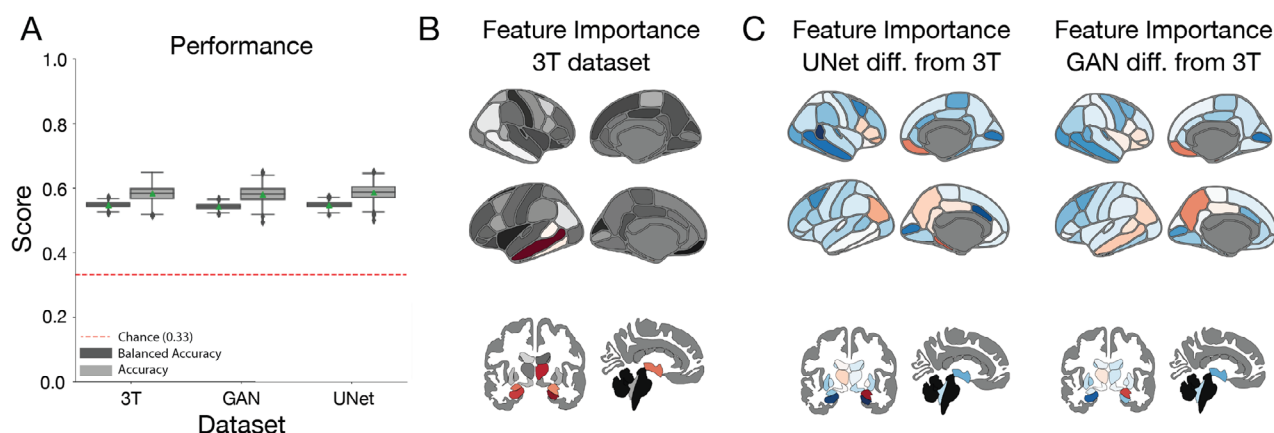 A
Performance
1.0
0.8
0.6
0.4
0.2
0.0
Score
Chance (0.33)
Balanced Accuracy
Accuracy
3T
GAN
UNet
Dataset
B
Feature Importance
3T dataset
C
Feature Importance
UNet diff. from 3T
Feature Importance
GAN diff. from 3T